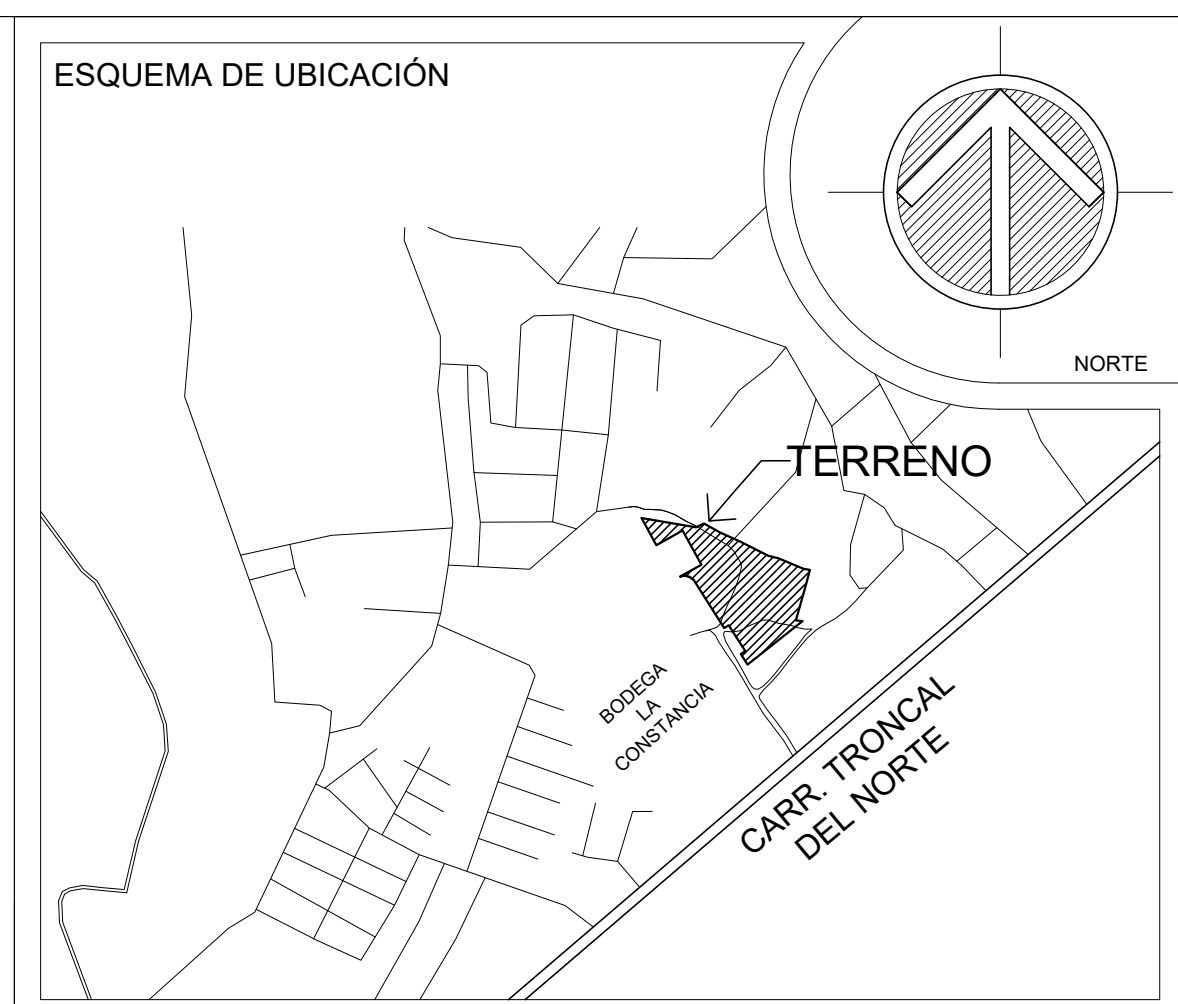 ESQUEMA DE UBICACIÓN
NORTE
TERRENO
BODEGA
LA
CONSTANCIA
CARR. TRONCAL
DEL NORTE